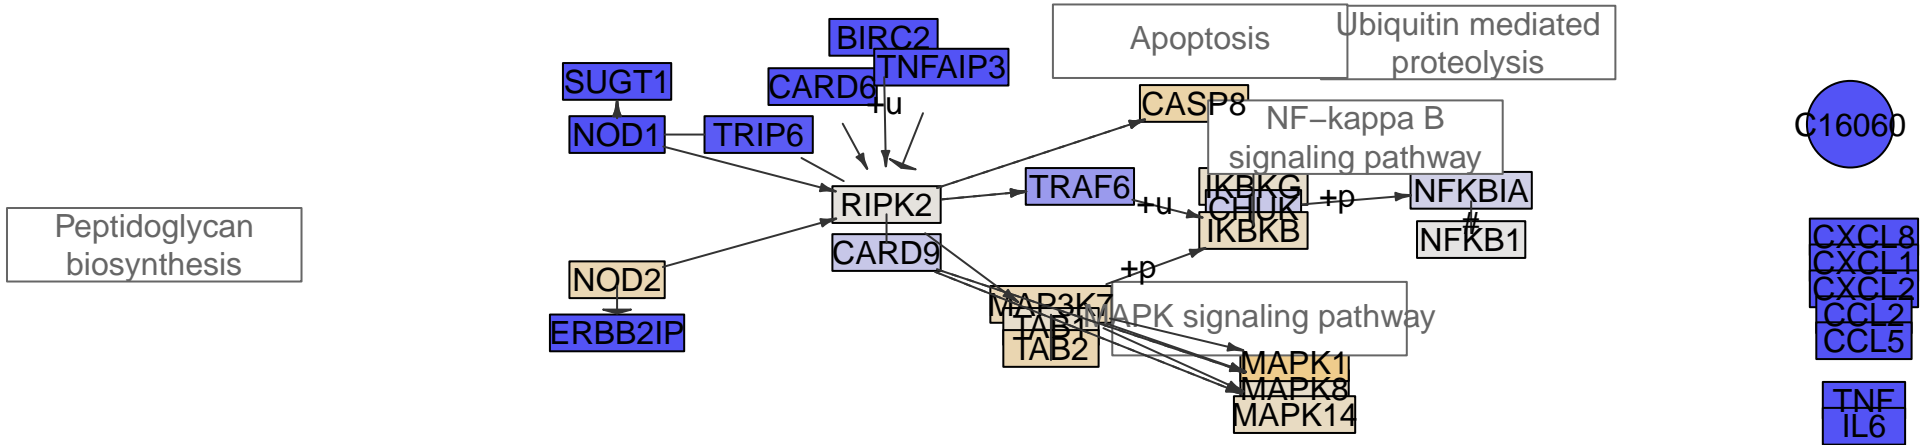 BIRC2
Apoptosis
Ubiquitin mediated
proteolysis
SUGT1
CARD6
TNFAIP3
+u
CASP8
NOD1
TRIP6
NF−kappa B
signaling pathway
C16060
RIPK2
TRAF6
+u
IKBKG
CHUK
IKBKB
+p
NFKBIA
#
NFKB1
Peptidoglycan
biosynthesis
CARD9
NOD2
+p
ERBB2IP
MAP3K7
TAB1
TAB2
MAPK signaling pathway
MAPK1
MAPK8
MAPK14
CXCL8
CXCL1
CXCL2
CCL2
CCL5
TNF
IL6